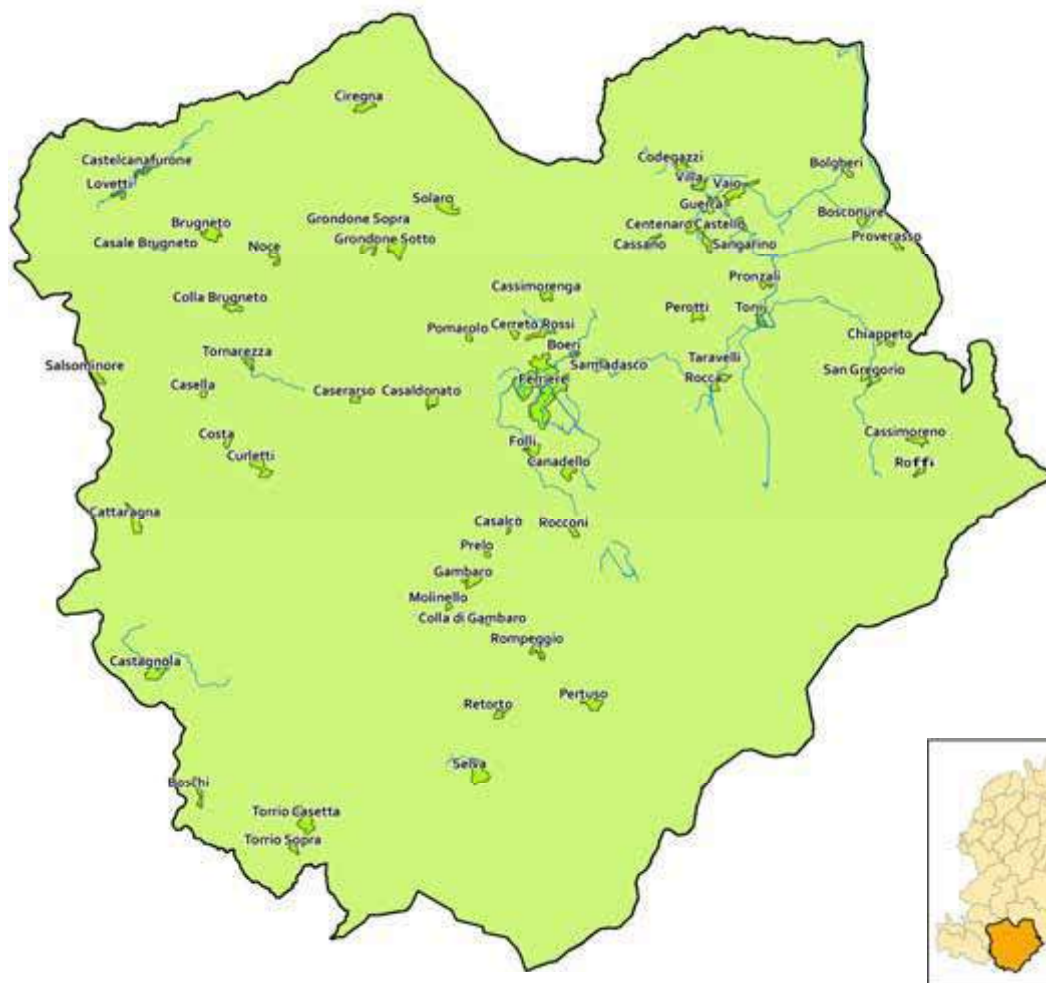 Ciregna
Castelcanafurone
Lovetti
Codegazzi
Villa
Vaio
Bolgheri
Solaro
Guerra
Brugneto
Grondone Sopra
Centenaro
Castello
Bosconure
Casale Brugneto
Noce
Grondone Sotto
Cassano
Sangarino
Proverasso
Pronzali
Cassimorenga
Colla Brugneto
Perotti
Torri
Pomarolo
Cerreto Rossi
Chiappeto
Boeri
Tornarezza
Salsominore
Samladasco
Taravelli
Casella
Caserarso
Casaldonato
Ferriere
Rocca
San Gregorio
Costa
Folli
Cassimoreno
Curletti
Canadello
Roffi
Cattaragna
Casalco
Rocconi
Prelo
Gambaro
Molinello
Colla di Gambaro
Rompeggio
Castagnola
Retorto
Pertuso
Selva
Boschi
Torrio Casetta
Torrio Sopra